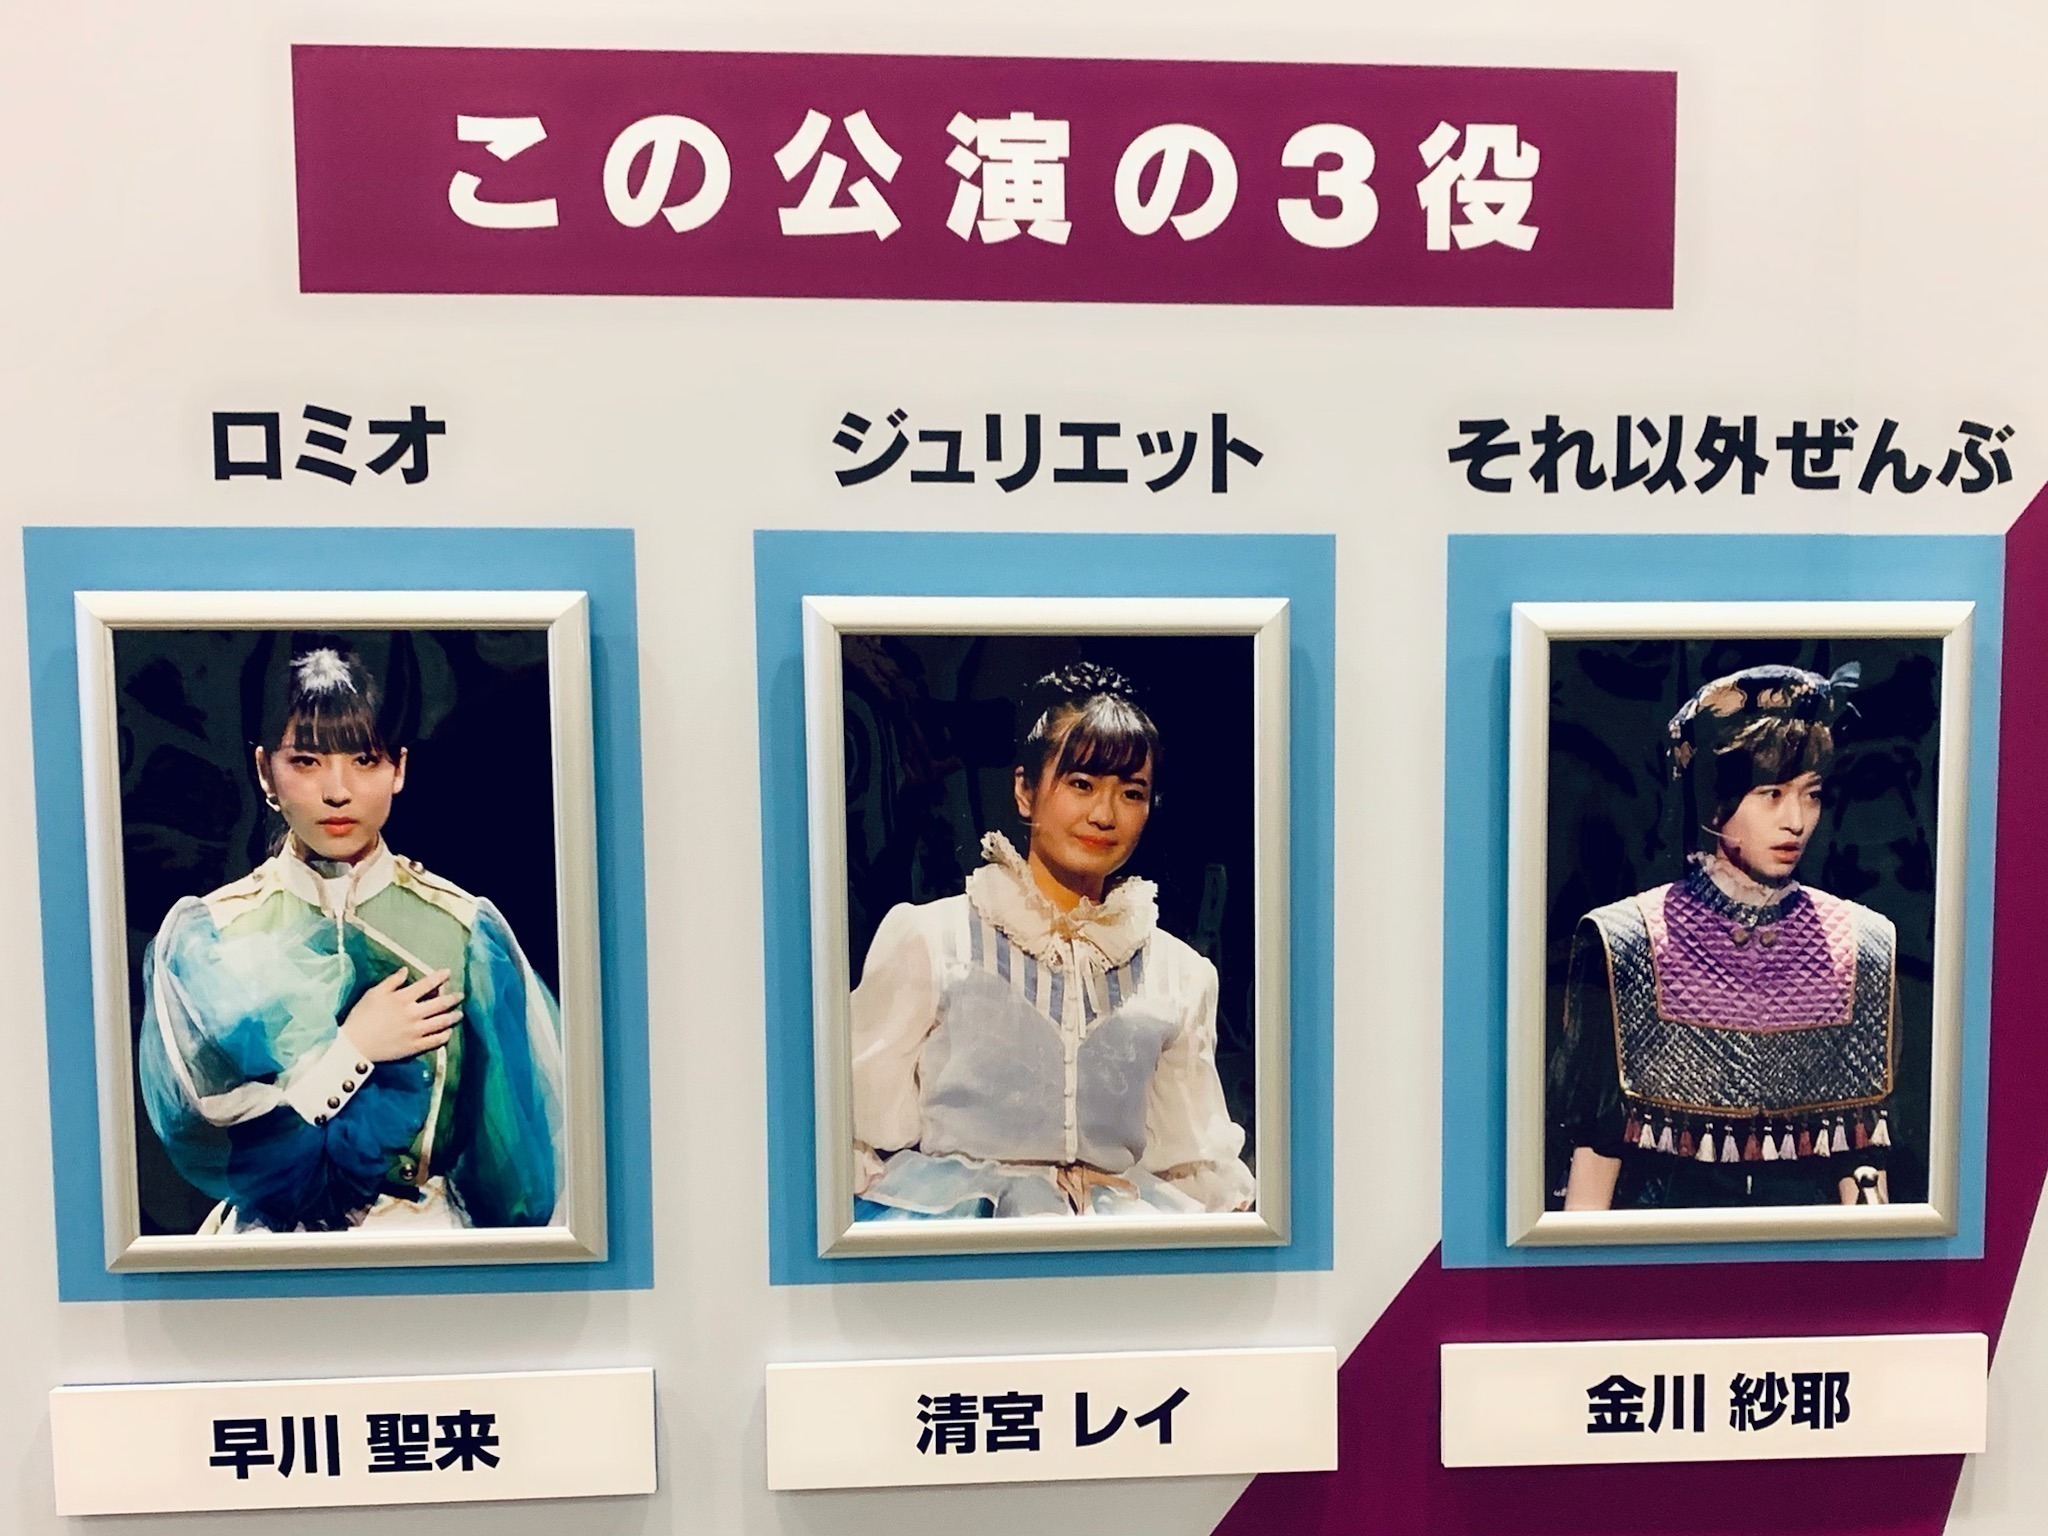 この公演の3役
ロミオ
ジュリエット
それ以外ぜんぶ
早川 聖来
清宮 レイ
金川 紗耶